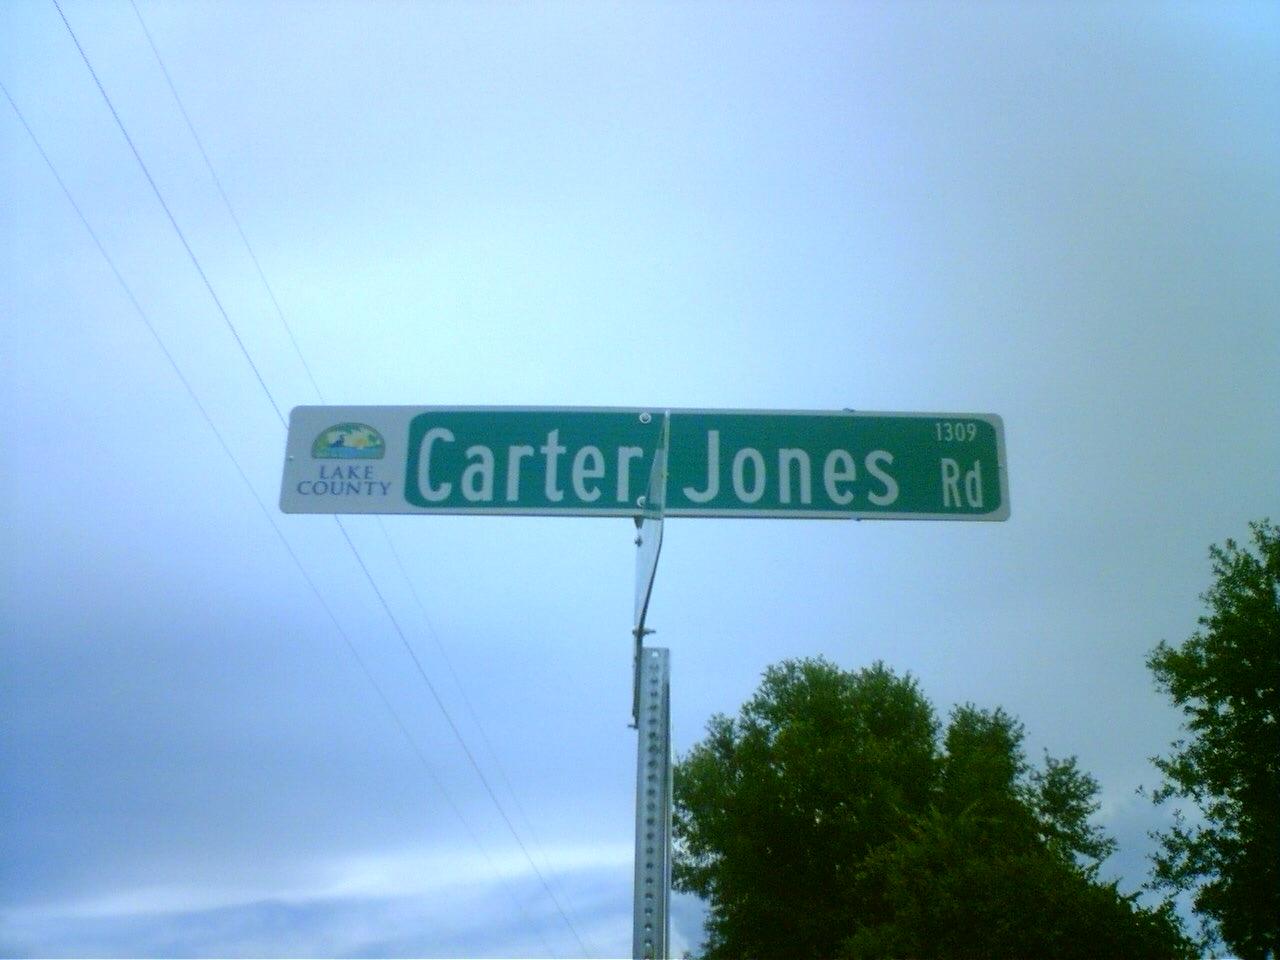 LAKE
COUNTY
Carter Jones
1309
Rd